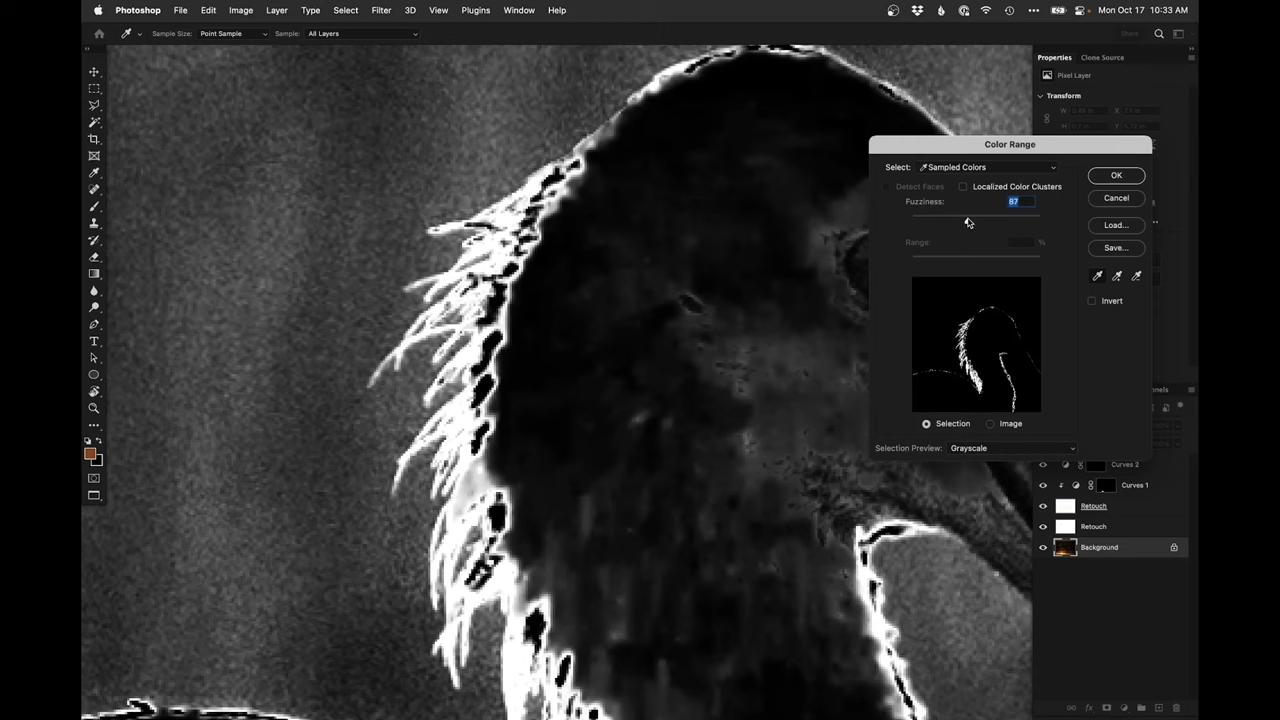 Photoshop File Edit Image Layer Type Select Filter 3D View Plugins Window Help Mon Oct 17 10:33 AM
Sample Size: Point Sample Sample: All Layers Share
Properties Clone Source
Pixel Layer
Transform
Color Range
Select: Sampled Colors
OK
Detect Faces Localized Color Clusters
Cancel
Fuzziness: 87
Load...
Range: %
Save...
Invert
Selection Image
Selection Preview: Grayscale
Curves 2
Curves 1
Retouch
Retouch
Background